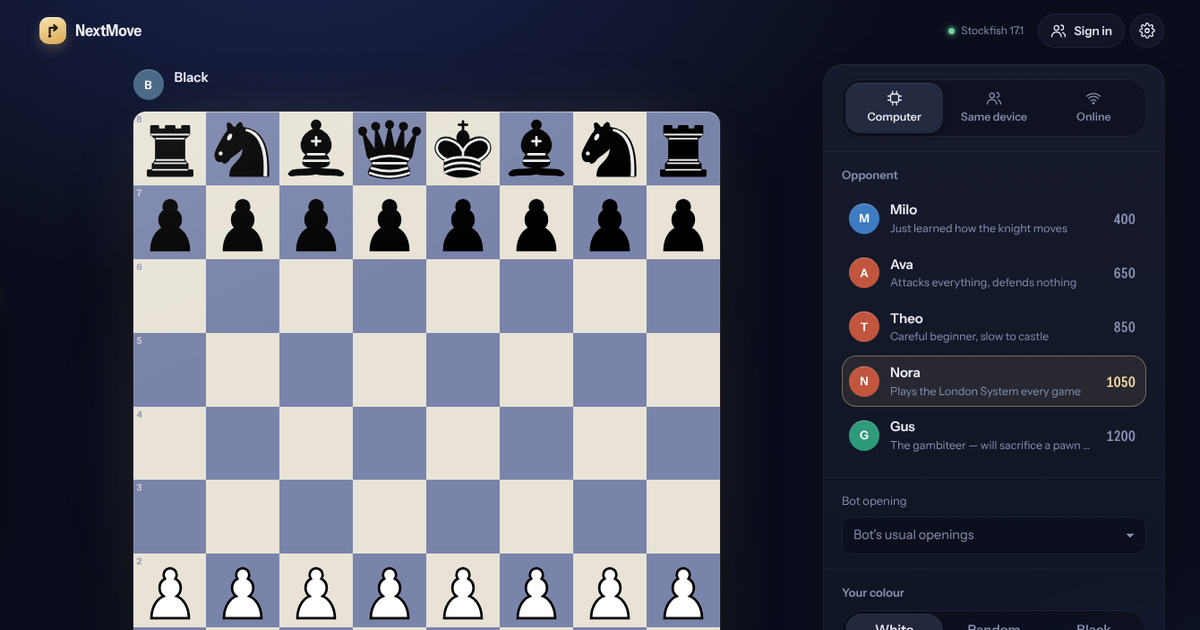 NextMove
Stockfish 17.1
Sign in
B
Black
Computer
Same device
Online
Opponent
M
Milo
Just learned how the knight moves
400
A
Ava
Attacks everything, defends nothing
650
T
Theo
Careful beginner, slow to castle
850
N
Nora
Plays the London System every game
1050
G
Gus
The gambiteer — will sacrifice a pawn ...
1200
Bot opening
Bot's usual openings
Your colour
White
Random
Black
8
7
6
5
4
3
2